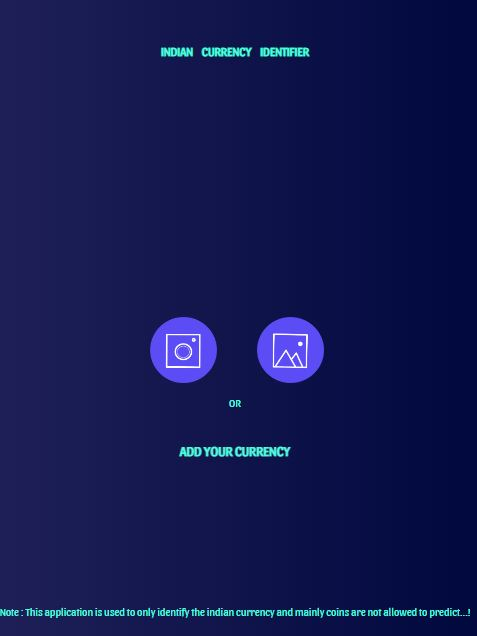 INDIAN CURRENCY IDENTIFIER
OR
ADD YOUR CURRENCY
Note : This application is used to only identify the indian currency and mainly coins are not allowed to predict...!